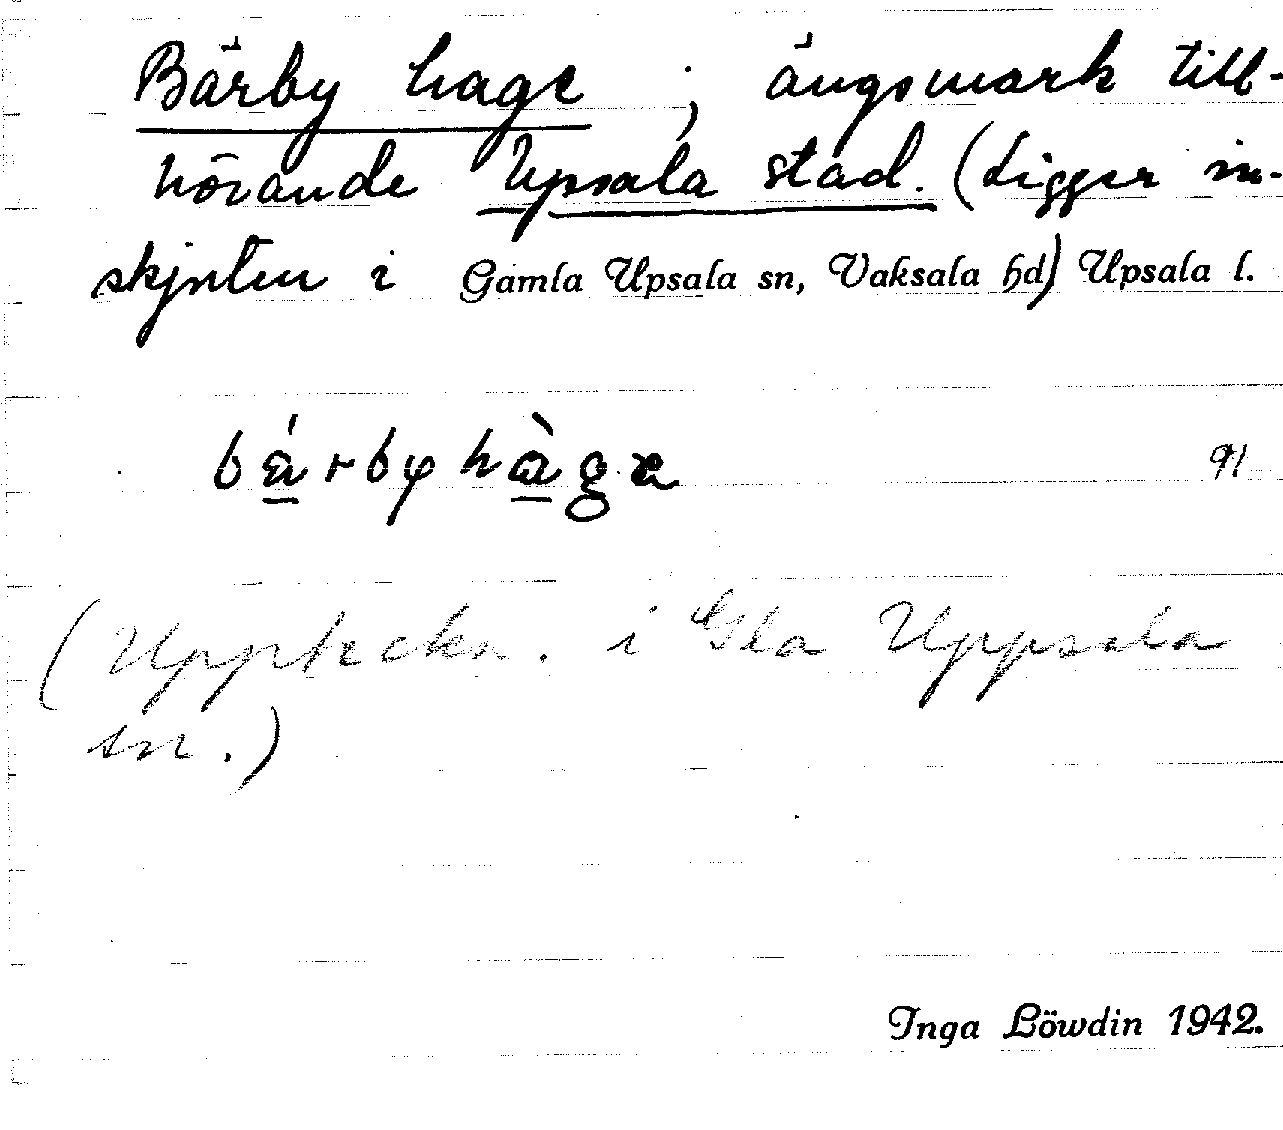 Bärby hage ; ängsmark till-
hörande Upsala stad. (Ligger in-
skjuten i Gamla Upsala sn, Vaksala hd) Upsala l.
bárbyhàga 91
(Uppteckn. i Gla Uppsala
sn.)
Inga Löwdin 1942.